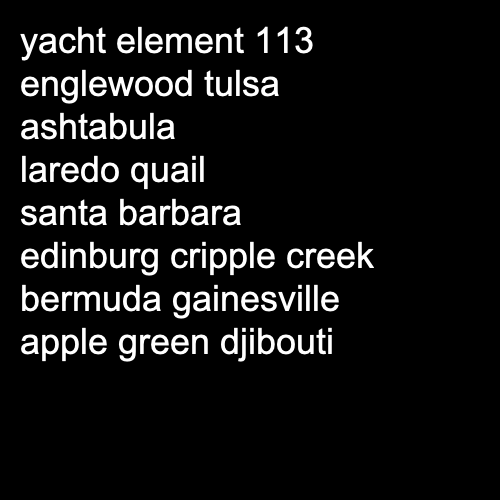 yacht element 113
englewood tulsa
ashtabula
laredo quail
santa barbara
edinburg cripple creek
bermuda gainesville
apple green djibouti